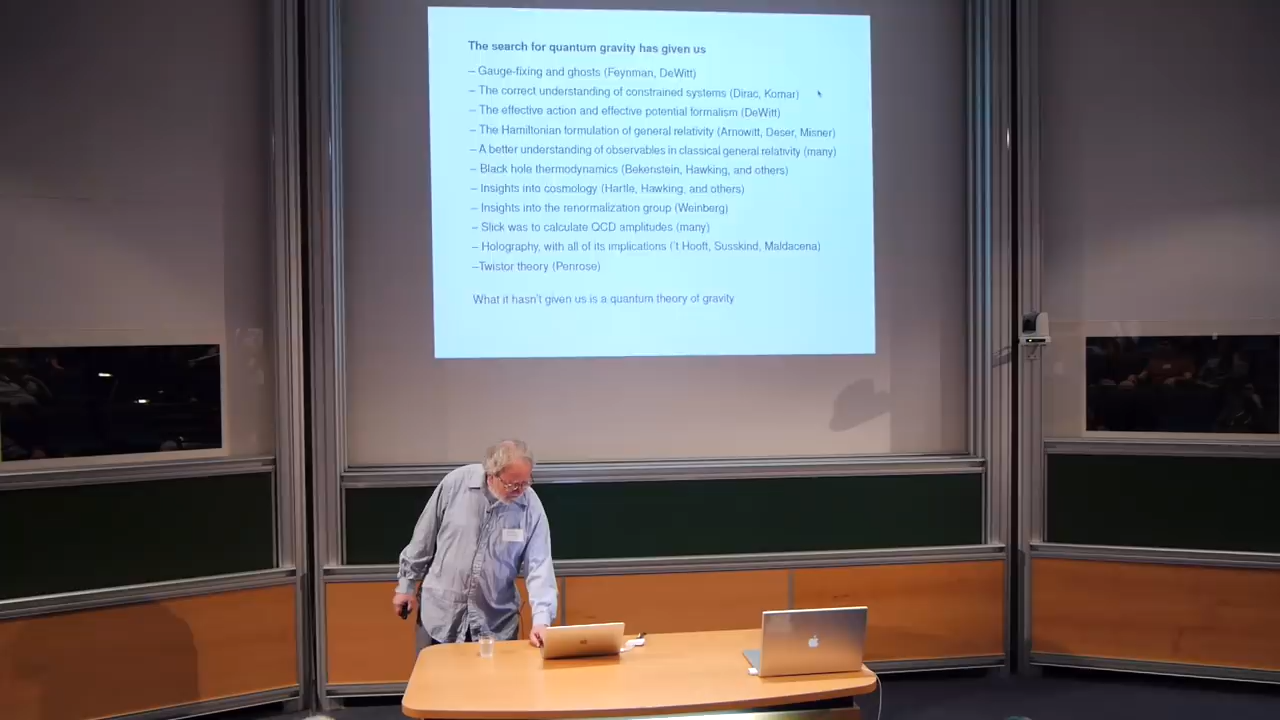 The search for quantum gravity has given us
– Gauge-fixing and ghosts (Feynman, DeWitt)
– The correct understanding of constrained systems (Dirac, Komar)
– The effective action and effective potential formalism (DeWitt)
– The Hamiltonian formulation of general relativity (Arnowitt, Deser, Misner)
– A better understanding of observables in classical general relativity (many)
– Black hole thermodynamics (Bekenstein, Hawking, and others)
– Insights into cosmology (Hartle, Hawking, and others)
– Insights into the renormalization group (Weinberg)
– Slick was to calculate QCD amplitudes (many)
– Holography, with all of its implications ('t Hooft, Susskind, Maldacena)
–Twistor theory (Penrose)
What it hasn't given us is a quantum theory of gravity